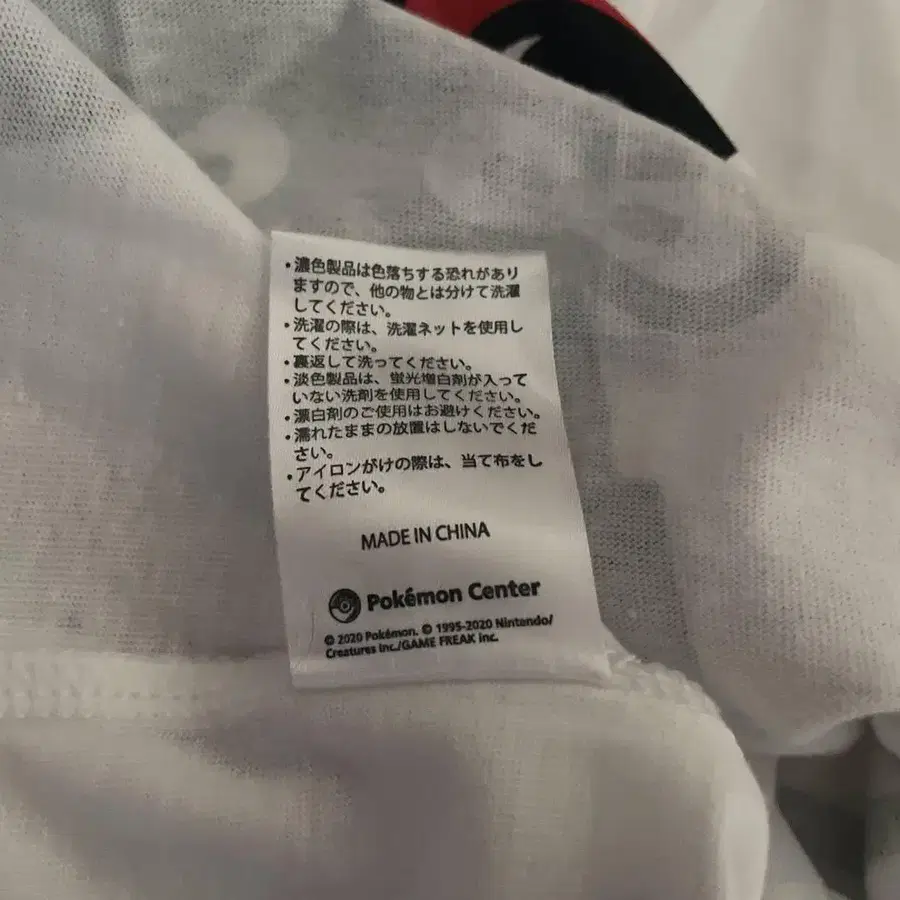 ・濃色製品は色落ちする恐れがあり
ますので、他の物とは分けて洗濯
してください。
・洗濯の際は、洗濯ネットを使用し
てください。
・裏返して洗ってください。
・淡色製品は、蛍光増白剤が入って
いない洗剤を使用してください。
・漂白剤のご使用はお避けください。
・濡れたままの放置はしないでくだ
さい。
・アイロンがけの際は、当て布をし
てください。
MADE IN CHINA
Pokémon Center
© 2020 Pokémon. © 1995-2020 Nintendo/
Creatures Inc./GAME FREAK inc.